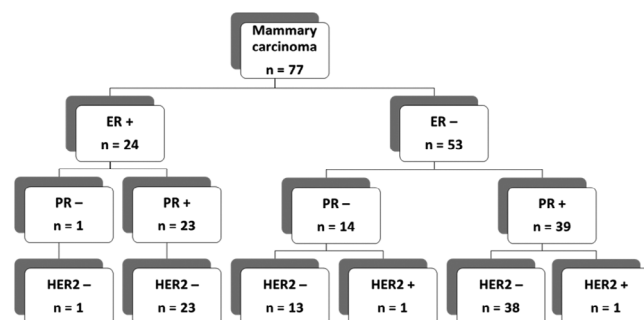 Mammary
carcinoma
n = 77
ER +
n = 24
ER –
n = 53
PR –
n = 1
PR +
n = 23
PR –
n = 14
PR +
n = 39
HER2 –
n = 1
HER2 –
n = 23
HER2 –
n = 13
HER2 +
n = 1
HER2 –
n = 38
HER2 +
n = 1